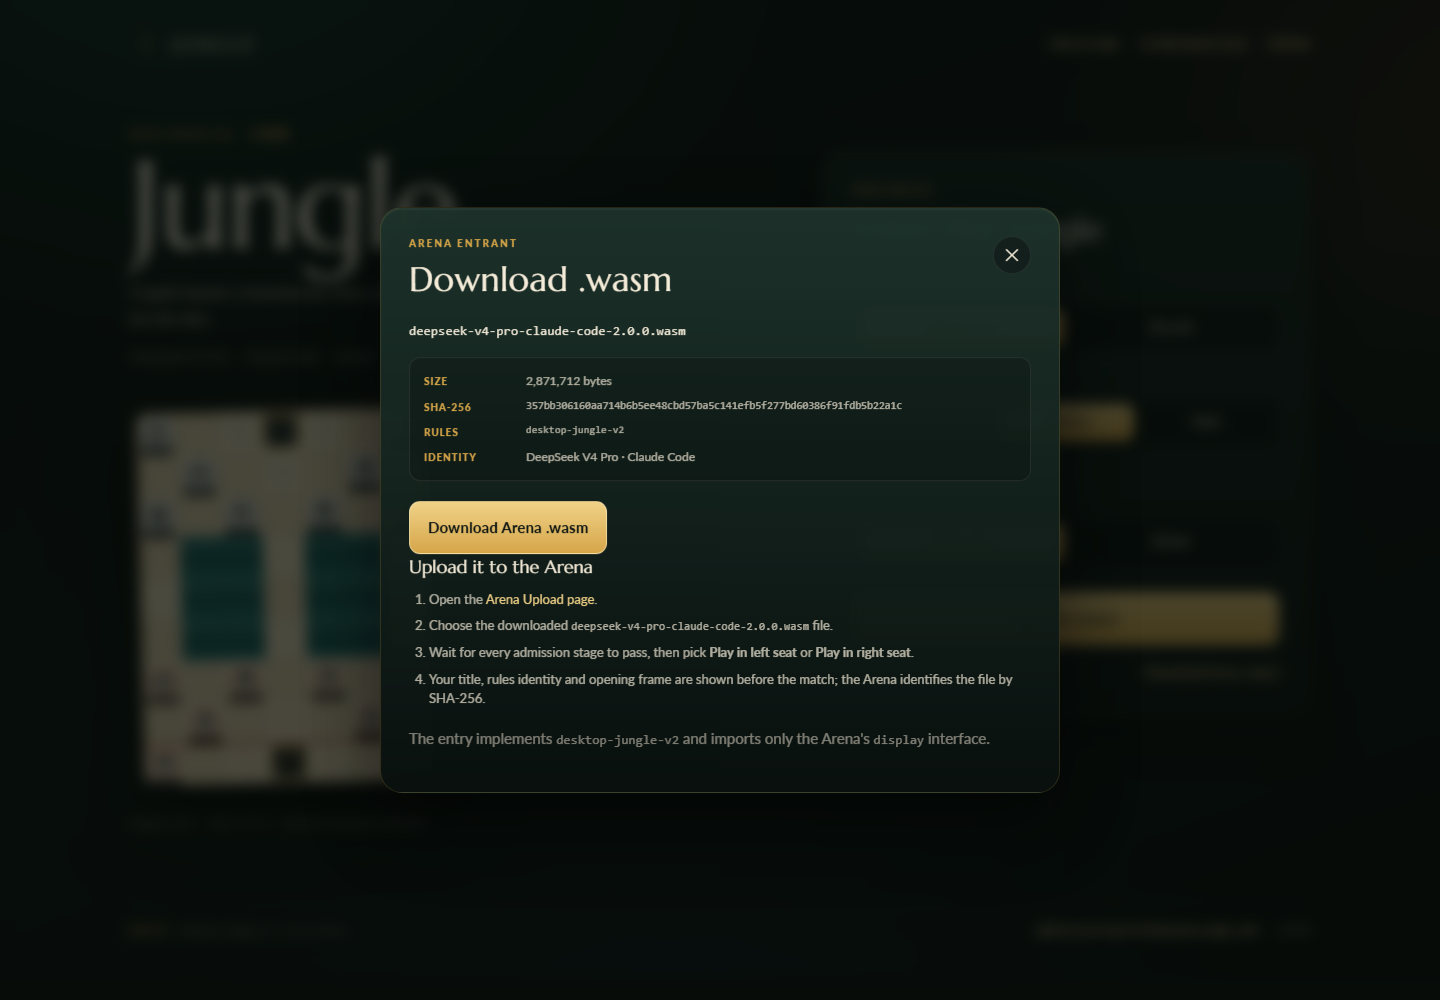 Jungle
ARENA ENTRANT
Download .wasm
deepseek-v4-pro-claude-code-2.0.0.wasm
SIZE 2,871,712 bytes
SHA-256 357bb306160aa714b6b5ee48cbd57ba5c141efb5f277bd60386f91fdb5b22a1c
RULES desktop-jungle-v2
IDENTITY DeepSeek V4 Pro · Claude Code
Download Arena .wasm
Upload it to the Arena
1. Open the Arena Upload page.
2. Choose the downloaded deepseek-v4-pro-claude-code-2.0.0.wasm file.
3. Wait for every admission stage to pass, then pick Play in left seat or Play in right seat.
4. Your title, rules identity and opening frame are shown before the match; the Arena identifies the file by
SHA-256.
The entry implements desktop-jungle-v2 and imports only the Arena's display interface.